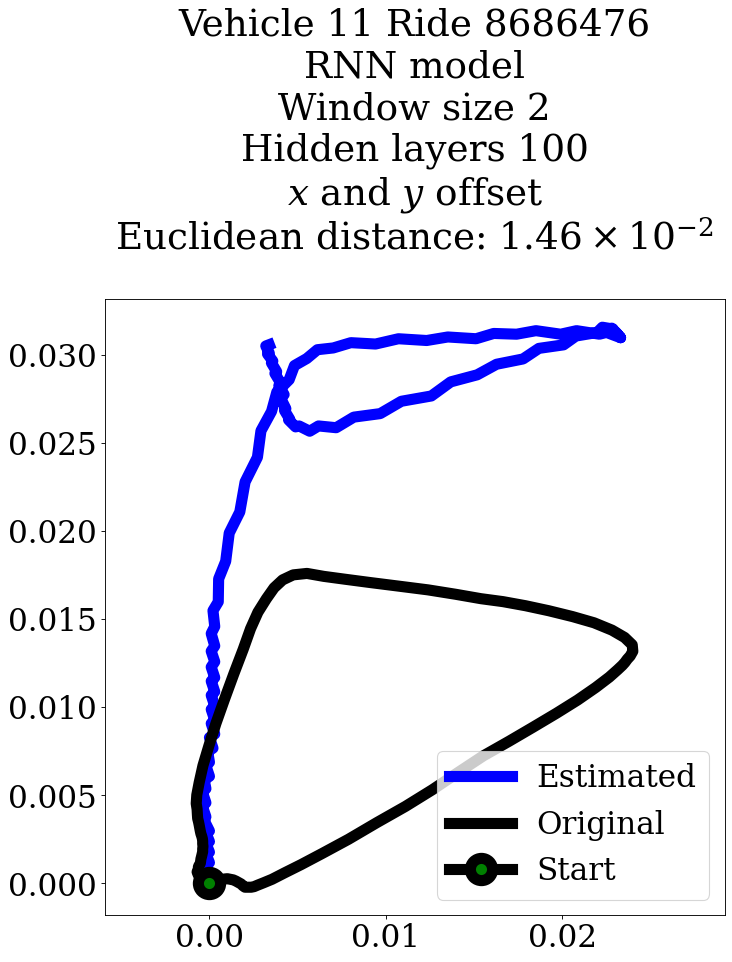 Vehicle 11 Ride 8686476
RNN model
Window size 2
Hidden layers 100
x and y offset
Euclidean distance: 1.46 × 10⁻²
0.030
0.025
0.020
0.015
0.010
0.005
0.000
Estimated
Original
Start
0.00 0.01 0.02